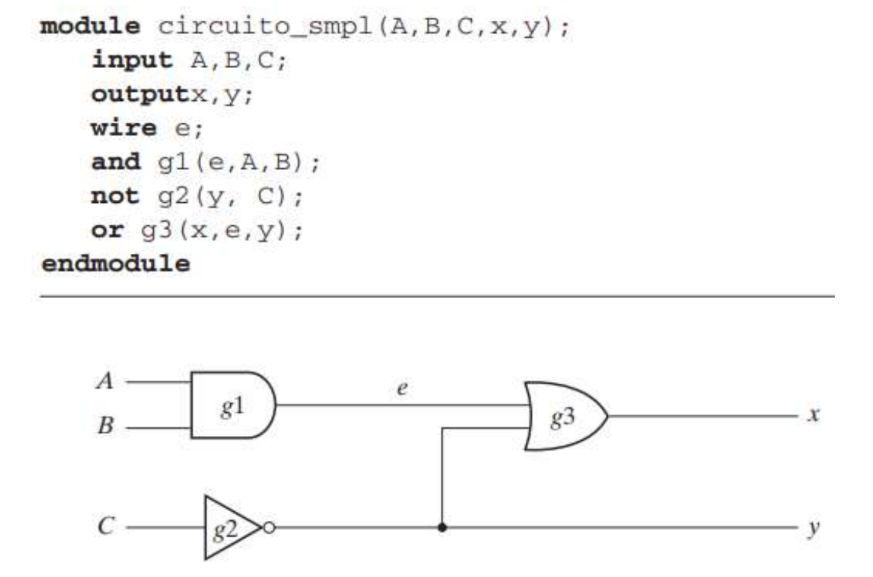 module circuito_smpl(A,B,C,x,y);
input A,B,C;
outputx,y;
wire e;
and g1(e,A,B);
not g2(y, C);
or g3(x,e,y);
endmodule
A
e
g1
B
g3
x
C
g2
y